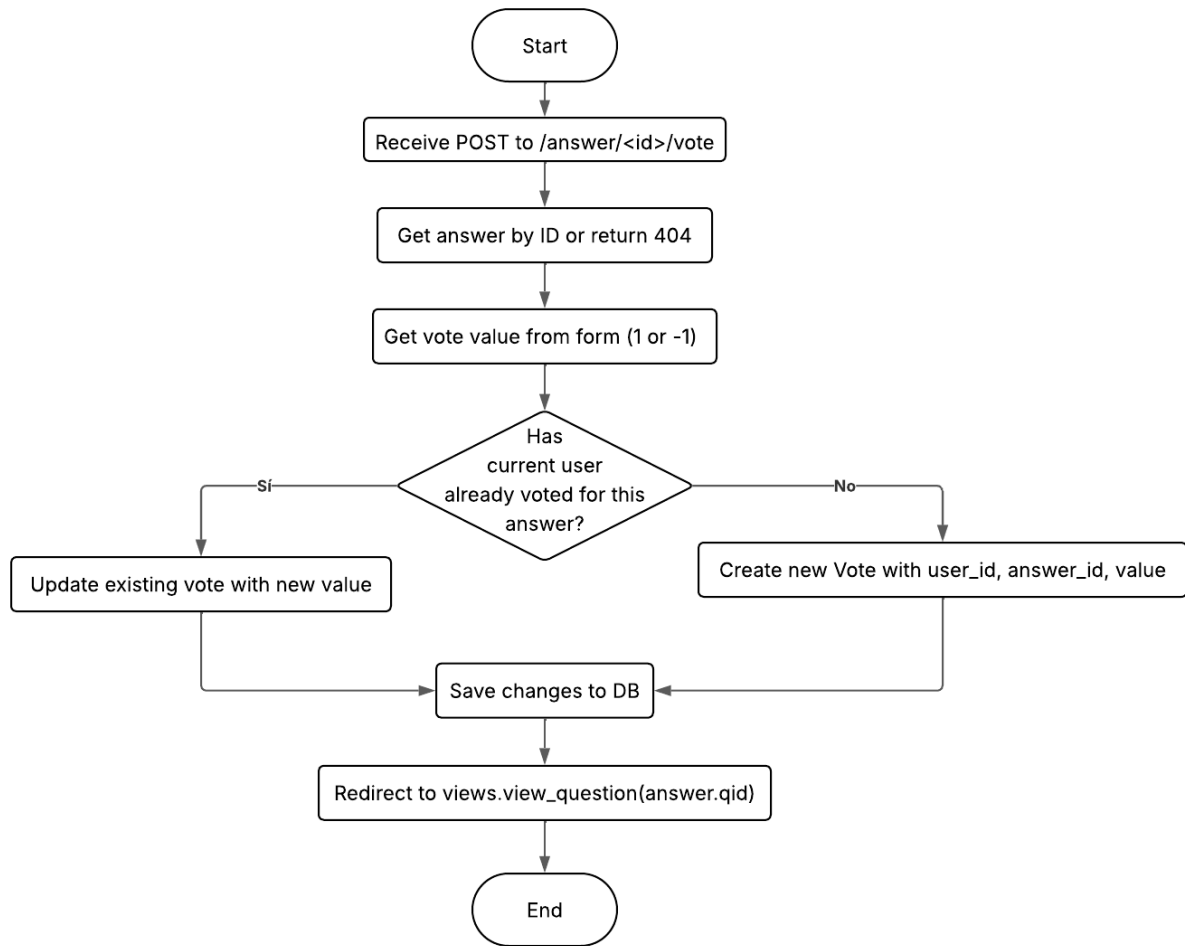 Start
Receive POST to /answer/<id>/vote
Get answer by ID or return 404
Get vote value from form (1 or -1)
Has
current user
already voted for this
answer?
Sí
No
Update existing vote with new value
Create new Vote with user_id, answer_id, value
Save changes to DB
Redirect to views.view_question(answer.qid)
End